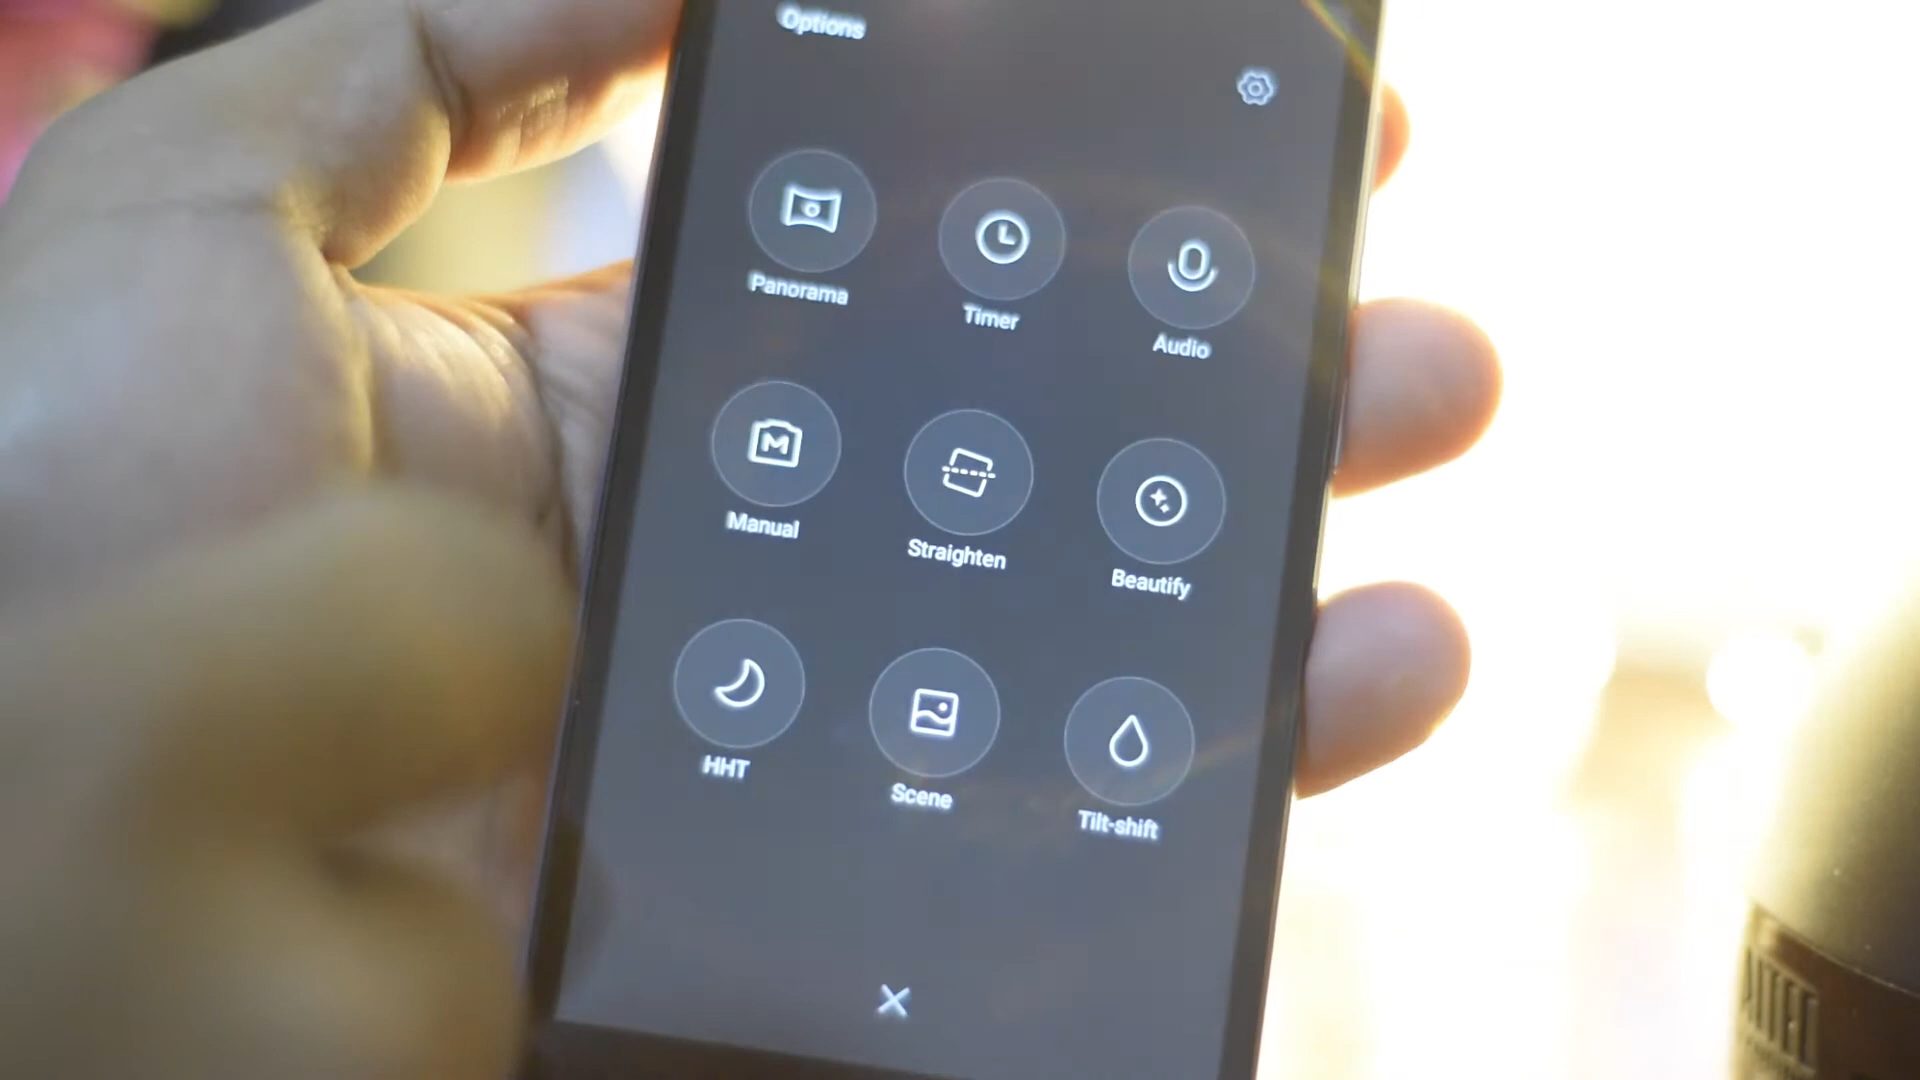 Options
Panorama
Timer
Audio
Manual
Straighten
Beautify
HHT
Scene
Tilt-shift